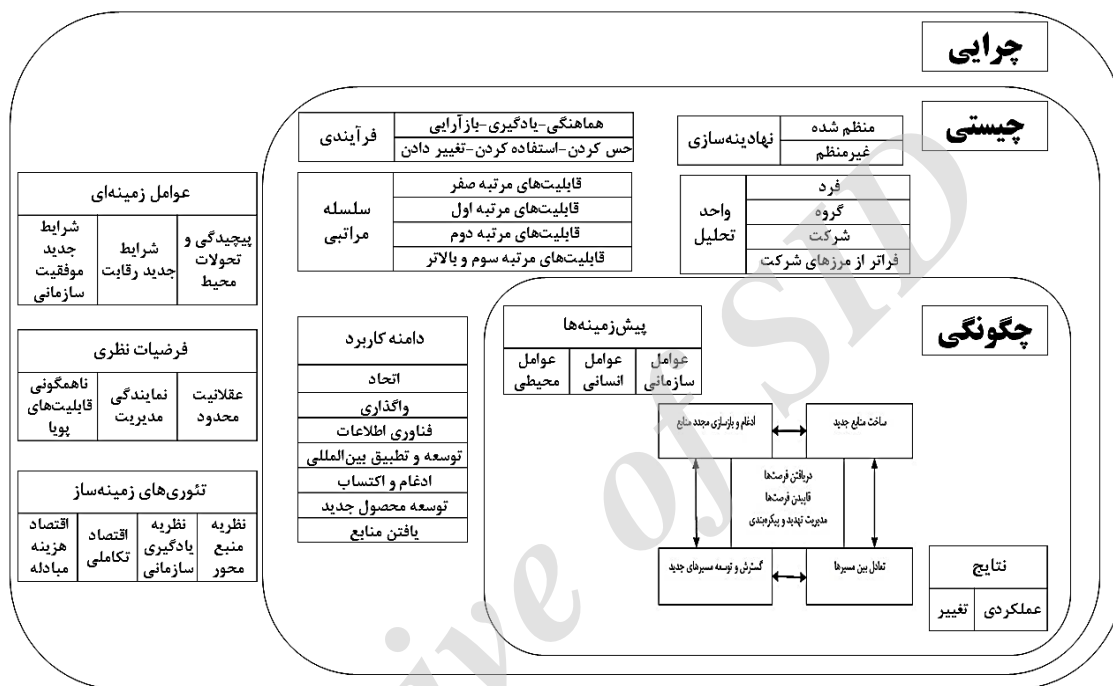 چرایی
چیستی
نهادینه‌سازی
منظم شده
غیرمنظم
فرآیندی
هماهنگی-یادگیری-بازآرایی
حس کردن-استفاده کردن-تغییر دادن
واحد
تحلیل
فرد
گروه
شرکت
فراتر از مرزهای شرکت
سلسله
مراتبی
قابلیت‌های مرتبه صفر
قابلیت‌های مرتبه اول
قابلیت‌های مرتبه دوم
قابلیت‌های مرتبه سوم و بالاتر
عوامل زمینه‌ای
پیچیدگی و
تحولات
محیط
شرایط
جدید رقابت
شرایط
جدید
موفقیت
سازمانی
فرضیات نظری
عقلانیت
محدود
نمایندگی
مدیریت
ناهمگونی
قابلیت‌های
پویا
تئوری‌های زمینه‌ساز
نظریه
منبع
محور
نظریه
یادگیری
سازمانی
اقتصاد
تکاملی
اقتصاد
هزینه
مبادله
دامنه کاربرد
اتحاد
واگذاری
فناوری اطلاعات
توسعه و تطبیق بین‌المللی
ادغام و اکتساب
توسعه محصول جدید
یافتن منابع
چگونگی
پیش‌زمینه‌ها
عوامل
سازمانی
عوامل
انسانی
عوامل
محیطی
ساخت منابع جدید
ادغام و بازسازی مجدد منابع
دریافتن فرصت‌ها
قاپیدن فرصت‌ها
مدیریت تهدید و پیکره‌بندی
تعادل بین مسیرها
گسترش و توسعه مسیرهای جدید
نتایج
عملکردی
تغییر
ive of SID